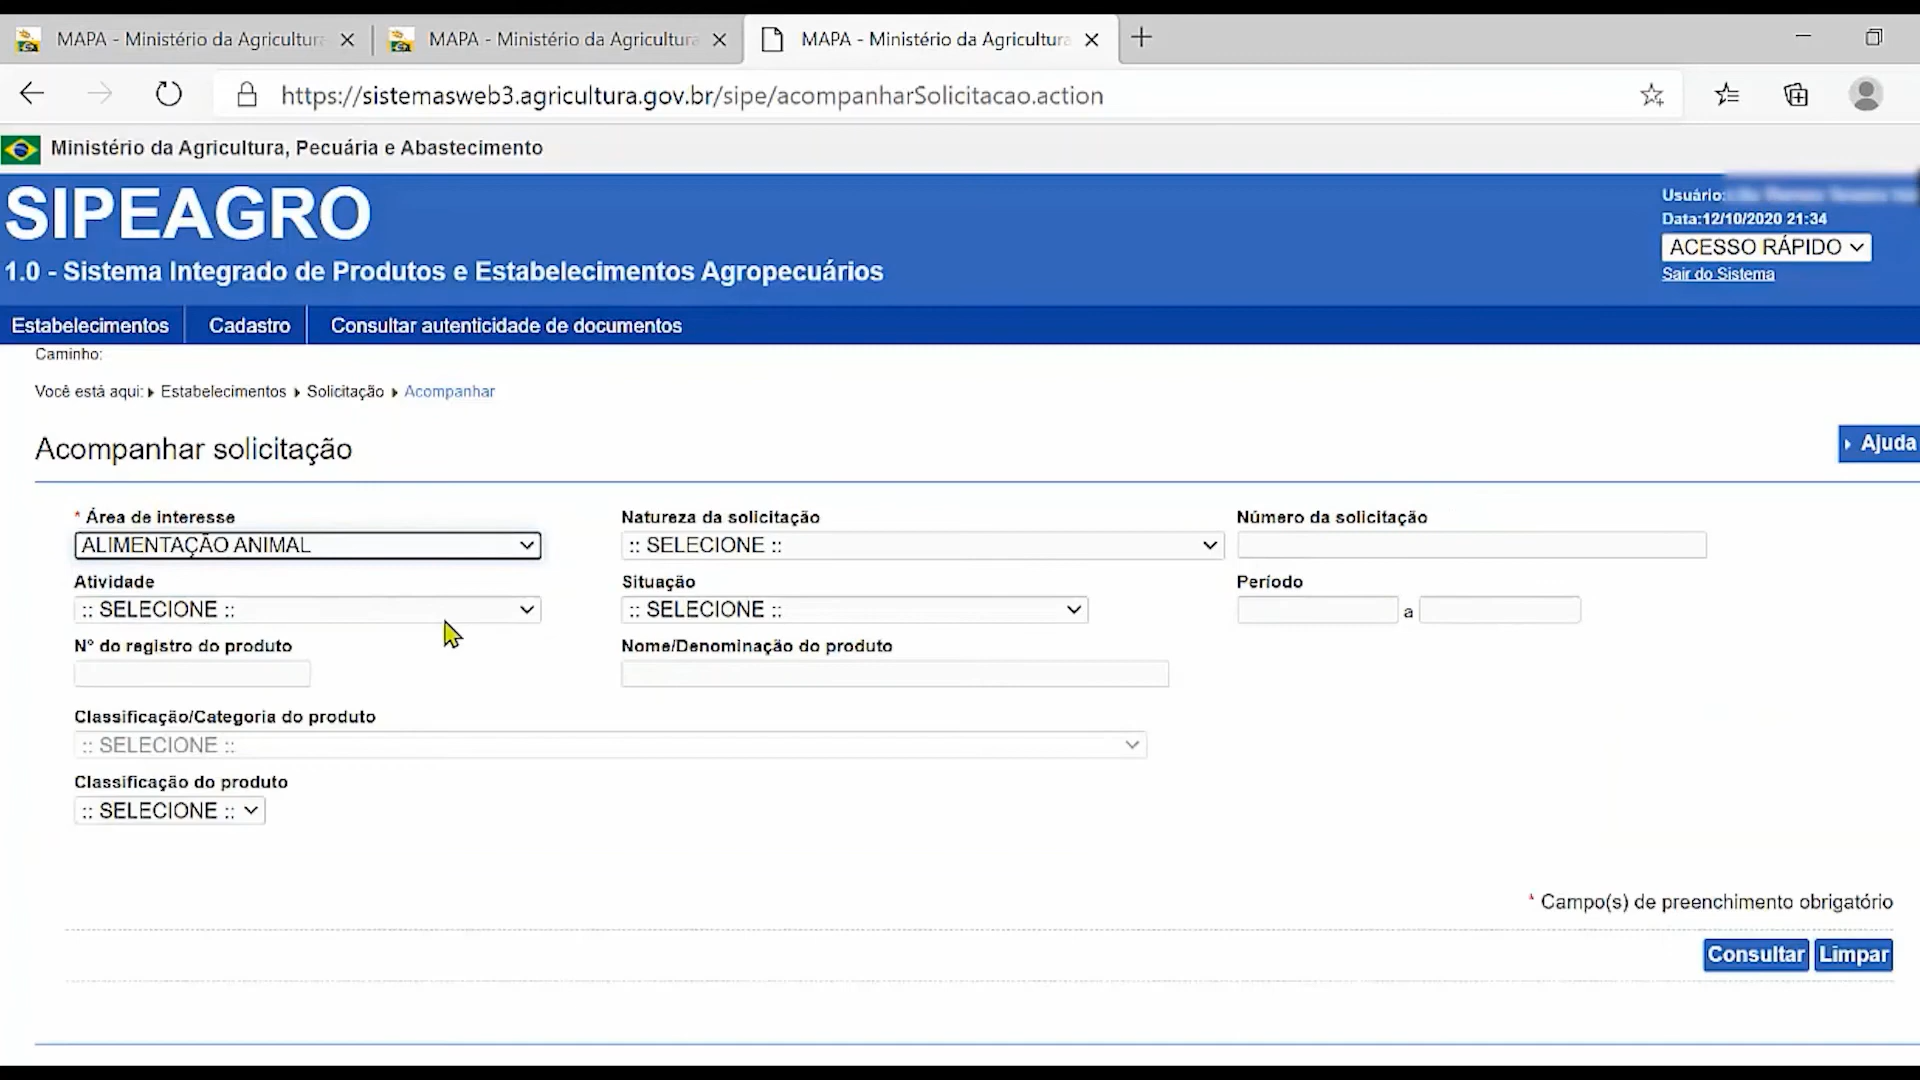 MAPA - Ministério da Agricultura
MAPA - Ministério da Agricultura
MAPA - Ministério da Agricultura
https://sistemasweb3.agricultura.gov.br/sipe/acompanharSolicitacao.action
Ministério da Agricultura, Pecuária e Abastecimento
SIPEAGRO
1.0 - Sistema Integrado de Produtos e Estabelecimentos Agropecuários
Usuário:
Data:12/10/2020 21:34
ACESSO RÁPIDO
Sair do Sistema
Estabelecimentos Cadastro Consultar autenticidade de documentos
Caminho:
Você está aqui: Estabelecimentos Solicitação Acompanhar
Acompanhar solicitação
Ajuda
* Área de interesse
ALIMENTAÇÃO ANIMAL
Natureza da solicitação
:: SELECIONE ::
Número da solicitação
Atividade
:: SELECIONE ::
Situação
:: SELECIONE ::
Período
a
Nº do registro do produto
Nome/Denominação do produto
Classificação/Categoria do produto
:: SELECIONE ::
Classificação do produto
:: SELECIONE ::
* Campo(s) de preenchimento obrigatório
Consultar Limpar